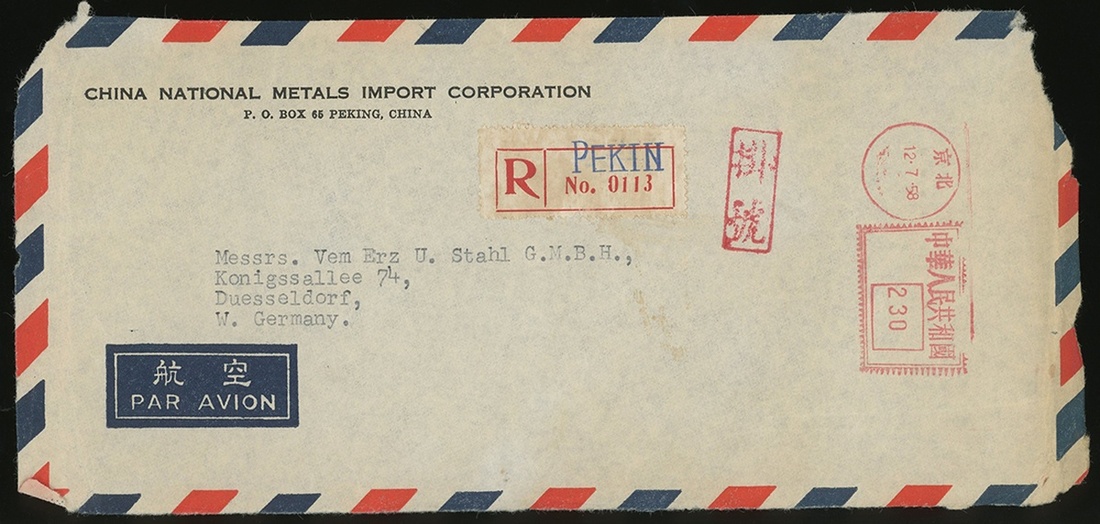 CHINA NATIONAL METALS IMPORT CORPORATION
P. O. BOX 65 PEKING, CHINA
R
PEKIN
No. 0113
號
北京
12·7·58
中華人民共和國
230
Messrs. Vem Erz U. Stahl G.M.B.H.,
Konigssallee 74,
Duesseldorf,
W. Germany.
航空
PAR AVION